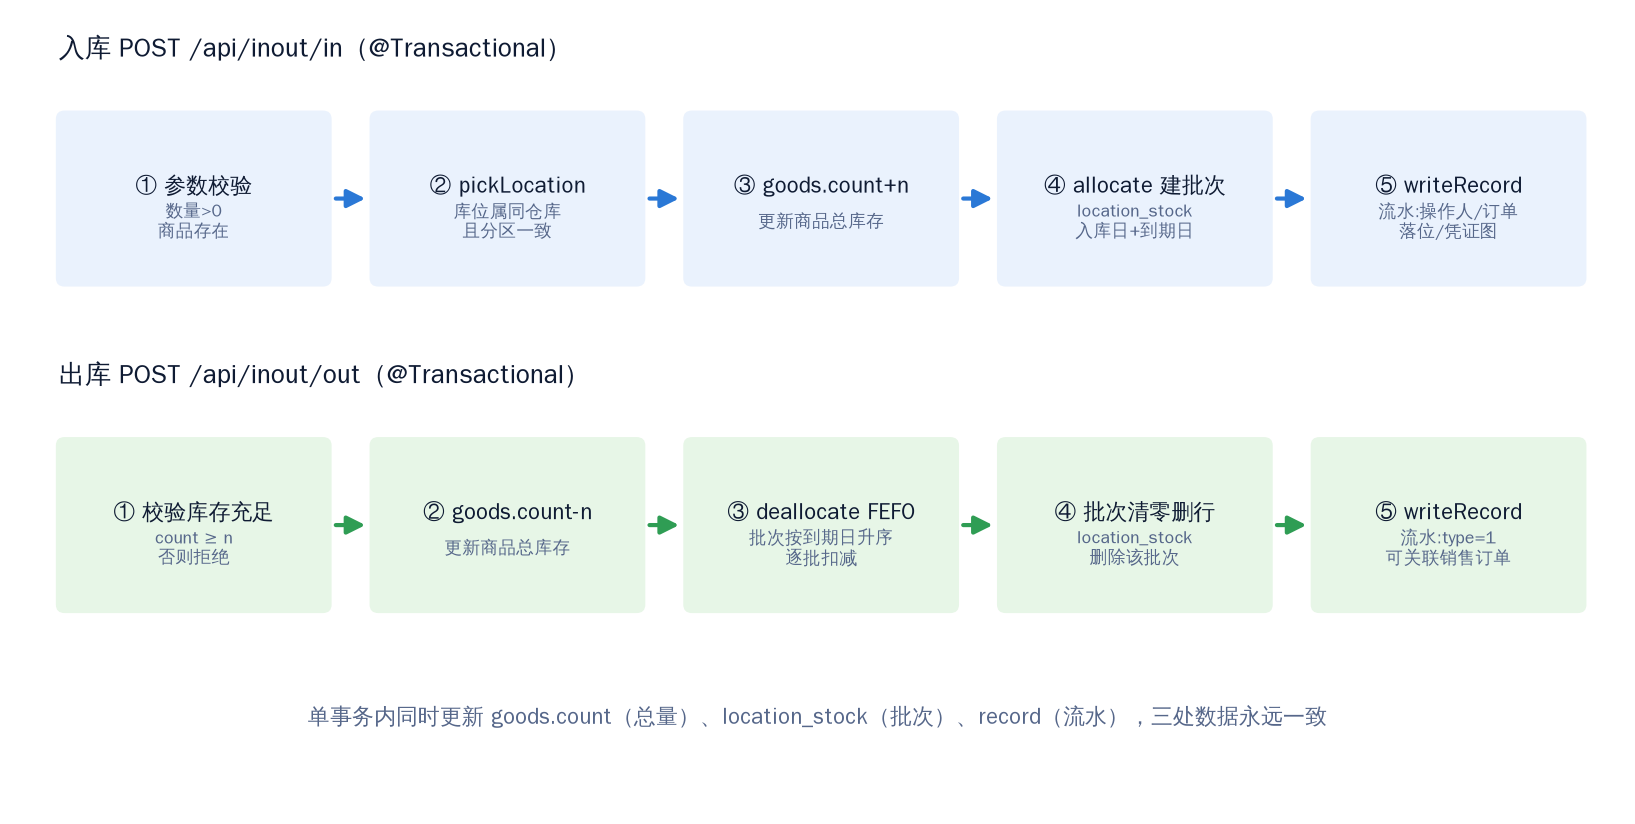 入库 POST /api/inout/in（@Transactional）
① 参数校验
数量>0
商品存在
② pickLocation
库位属同仓库
且分区一致
③ goods.count+n
更新商品总库存
④ allocate 建批次
location_stock
入库日+到期日
⑤ writeRecord
流水:操作人/订单
落位/凭证图
出库 POST /api/inout/out（@Transactional）
① 校验库存充足
count ≥ n
否则拒绝
② goods.count-n
更新商品总库存
③ deallocate FEFO
批次按到期日升序
逐批扣减
④ 批次清零删行
location_stock
删除该批次
⑤ writeRecord
流水:type=1
可关联销售订单
单事务内同时更新 goods.count（总量）、location_stock（批次）、record（流水），三处数据永远一致